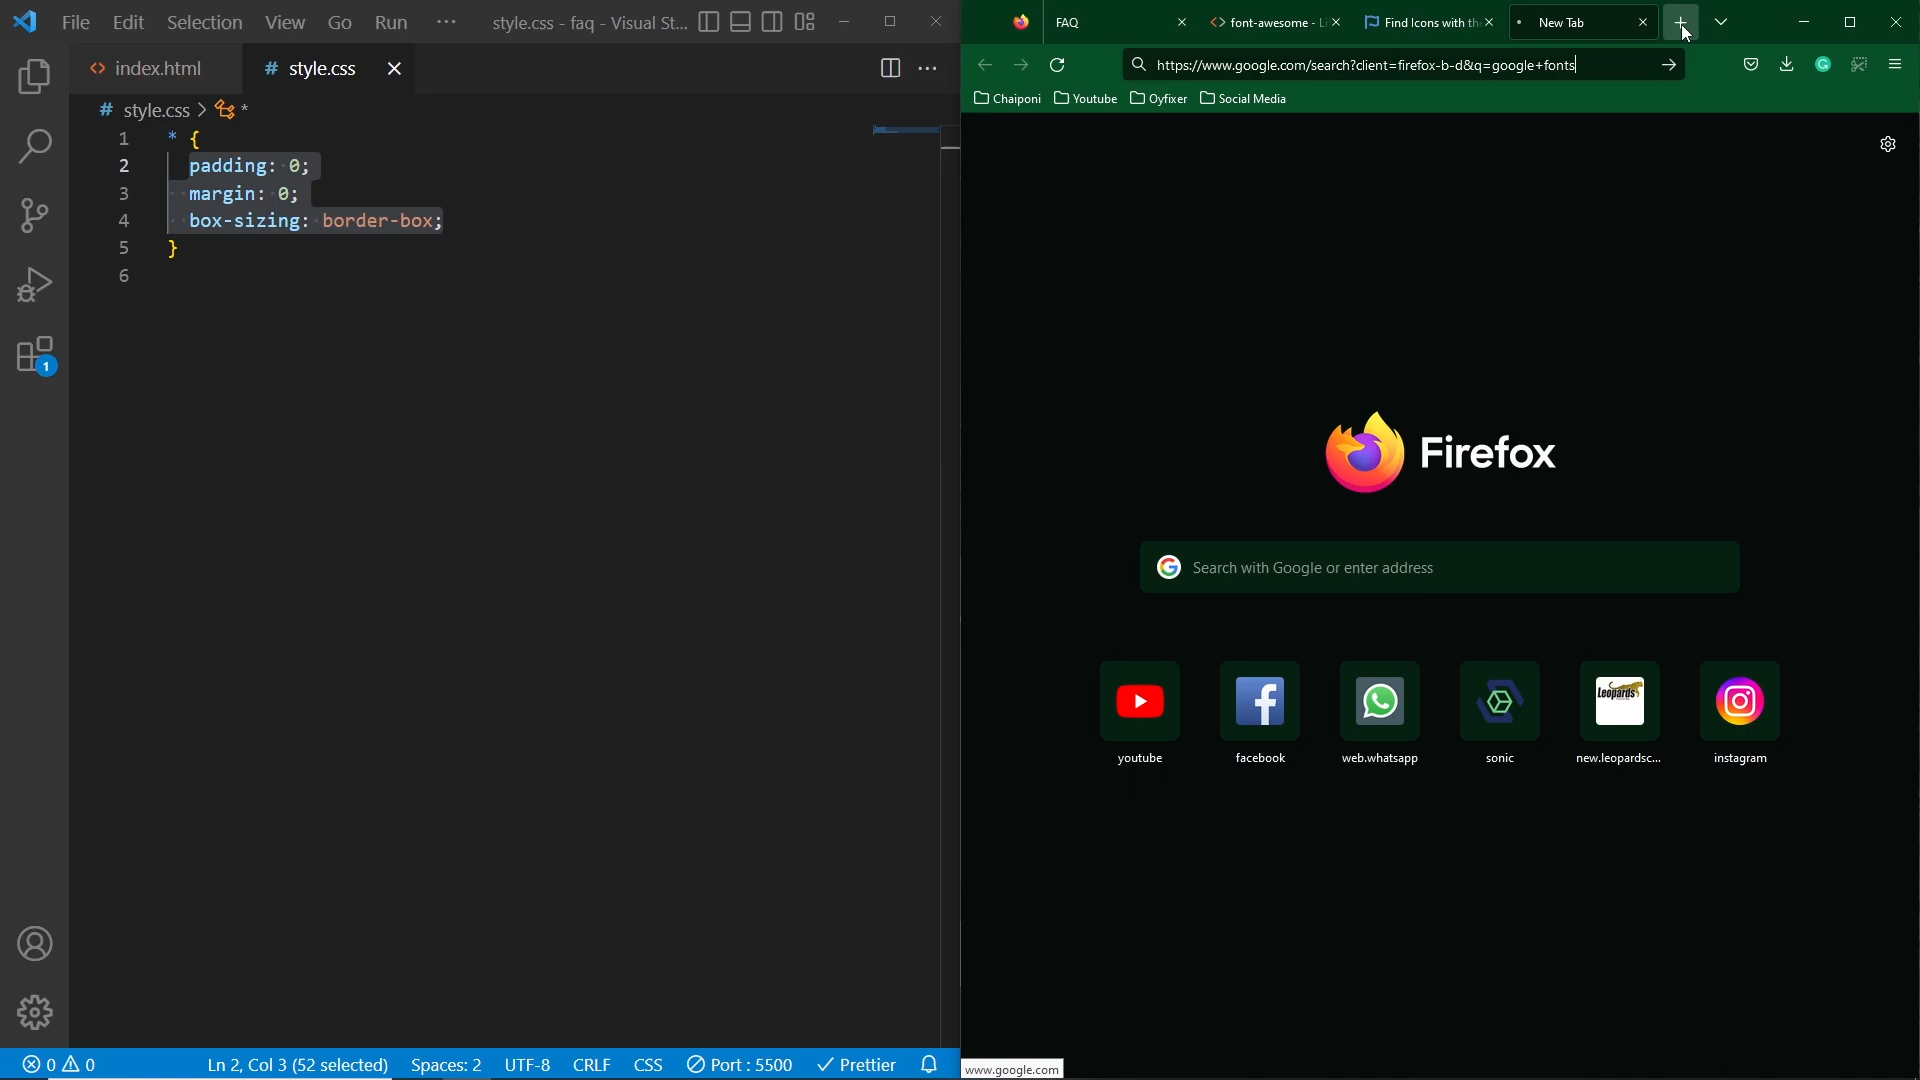 File Edit Selection View Go Run ··· style.css - faq - Visual St...
<> index.html # style.css ×
# style.css > *
1 * {
2 padding: 0;
3 margin: 0;
4 box-sizing: border-box;
5 }
6
1
⊗ 0 ⚠ 0 Ln 2, Col 3 (52 selected) Spaces: 2 UTF-8 CRLF CSS Port : 5500 ✓ Prettier
FAQ × <> font-awesome - Li × Find Icons with the × New Tab × +
https://www.google.com/search?client=firefox-b-d&q=google+fonts
Chaiponi Youtube Oyfixer Social Media
Firefox
Search with Google or enter address
Leopards
youtube facebook web.whatsapp sonic new.leopardsc... instagram
www.google.com